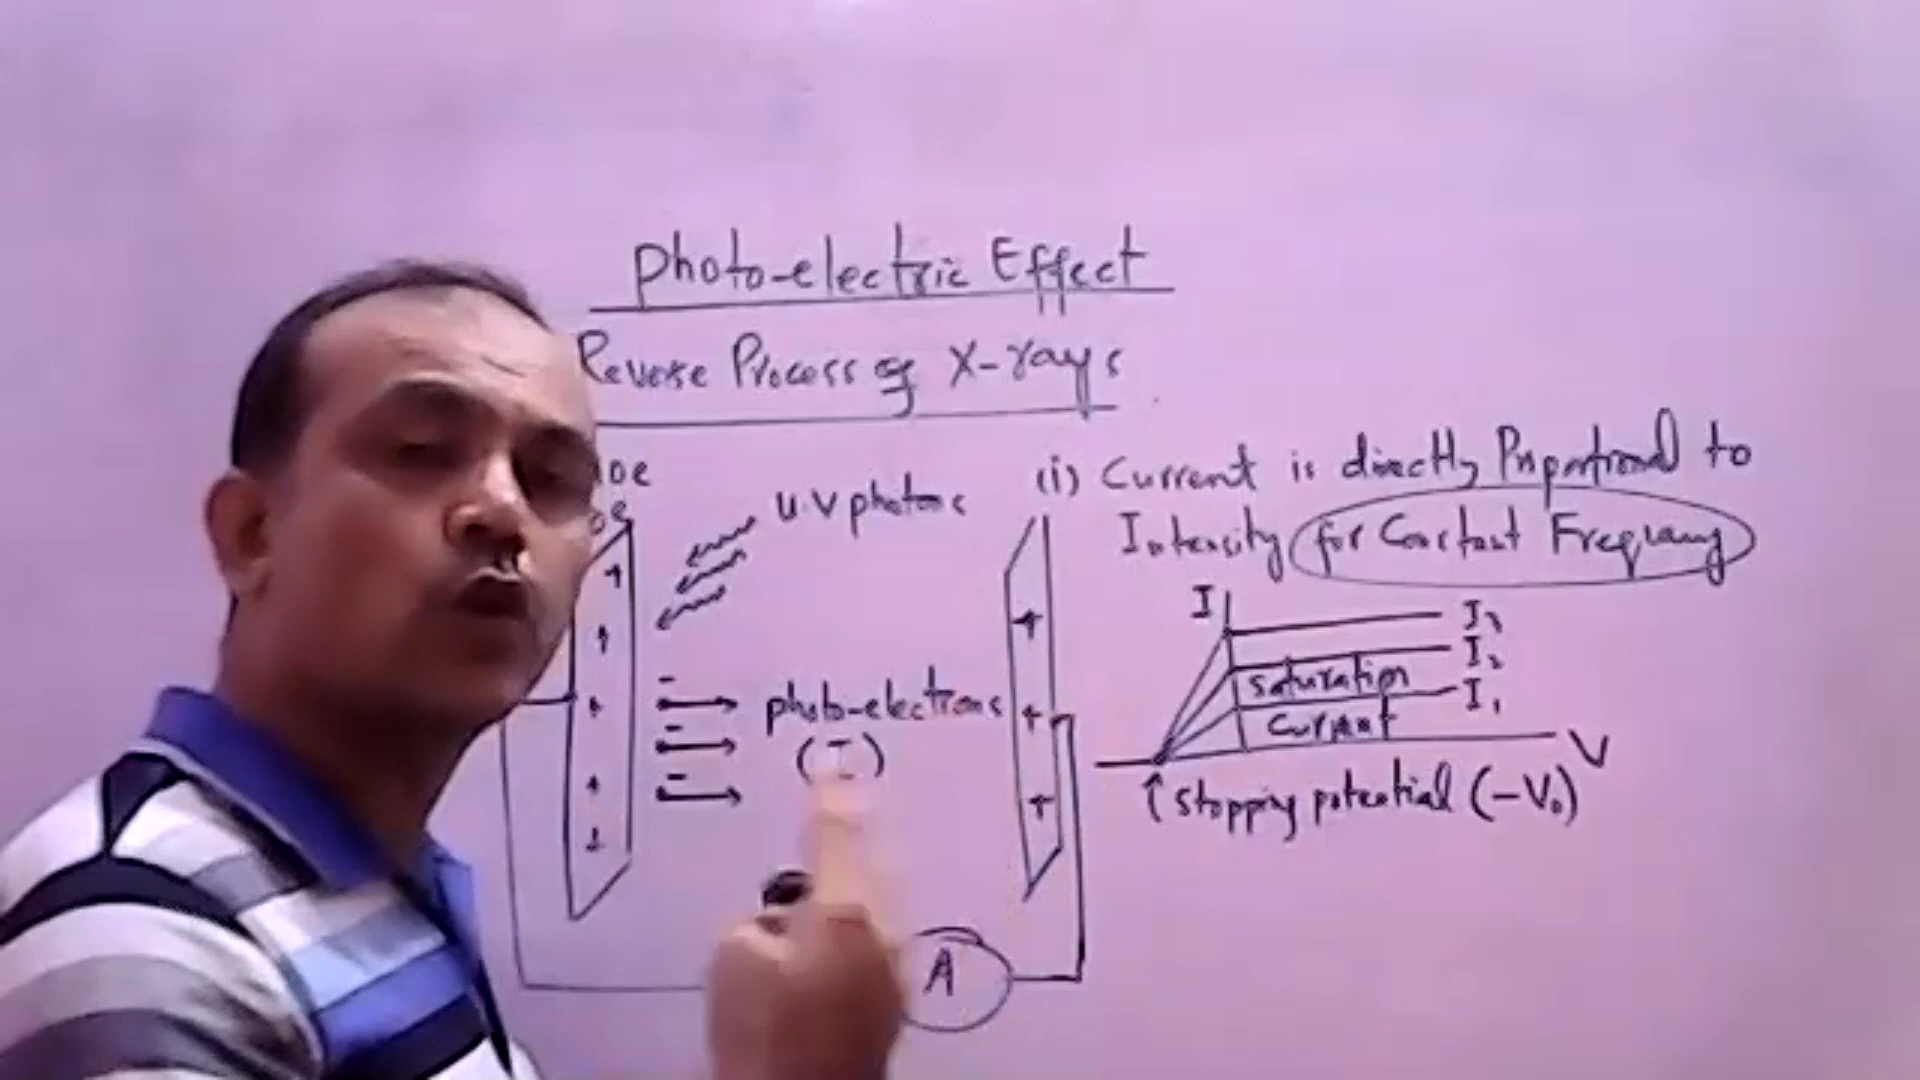 Photo-electric Effect
Reverse Process of X-rays
u.v photons
photo-electrons
(I)
A
(i) Current is directly Proportional to
Intensity for Constant Frequency
I
I3
I2
saturation
I1
current
V
↑ stopping potential (-V0)